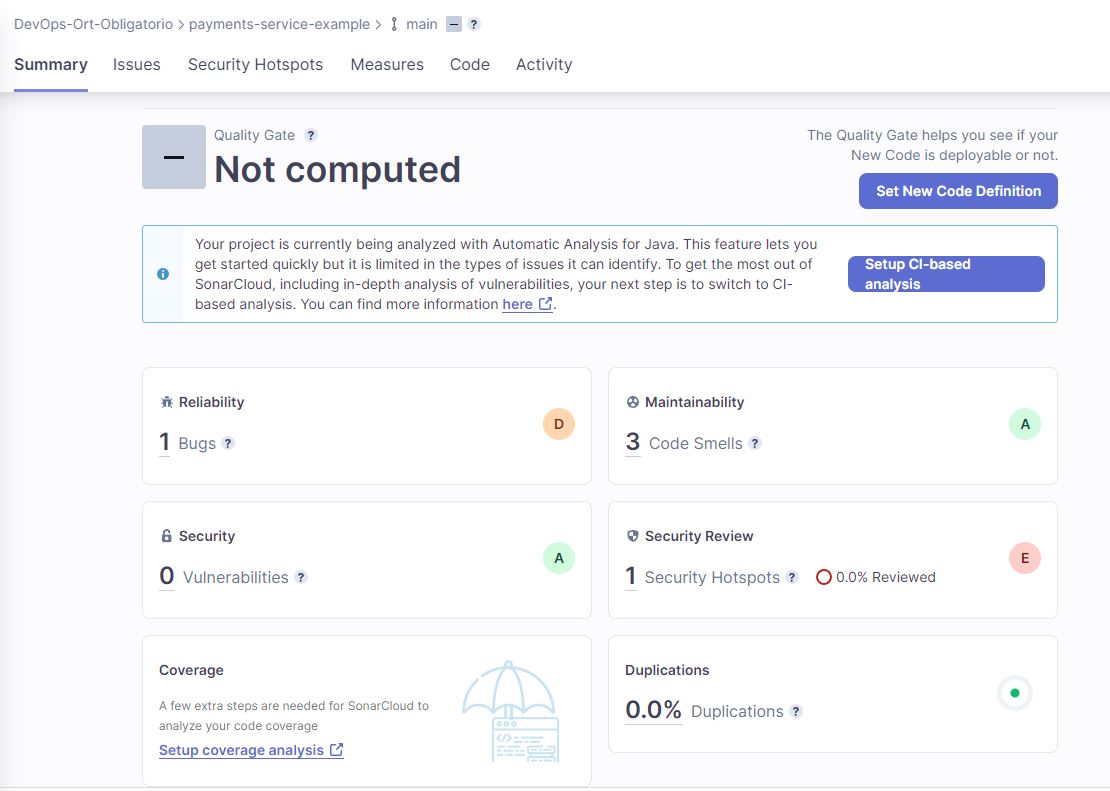 DevOps-Ort-Obligatorio > payments-service-example > main — ?
Summary Issues Security Hotspots Measures Code Activity
Quality Gate ?
Not computed
The Quality Gate helps you see if your
New Code is deployable or not.
Set New Code Definition
Your project is currently being analyzed with Automatic Analysis for Java. This feature lets you
get started quickly but it is limited in the types of issues it can identify. To get the most out of
SonarCloud, including in-depth analysis of vulnerabilities, your next step is to switch to CI-
based analysis. You can find more information here.
Setup CI-based
analysis
Reliability
1 Bugs ?
D
Maintainability
3 Code Smells ?
A
Security
0 Vulnerabilities ?
A
Security Review
1 Security Hotspots ? 0.0% Reviewed
E
Coverage
A few extra steps are needed for SonarCloud to
analyze your code coverage
Setup coverage analysis
Duplications
0.0% Duplications ?